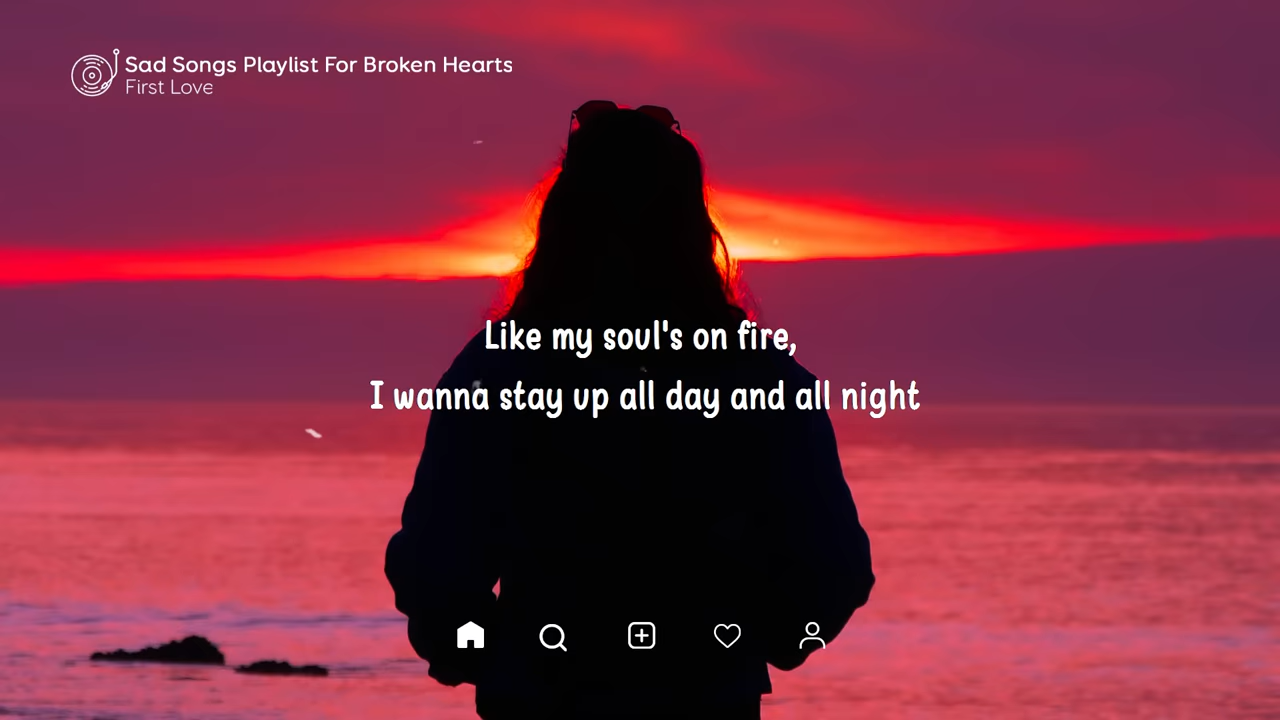 Sad Songs Playlist For Broken Hearts
First Love
Like my soul's on fire,
I wanna stay up all day and all night